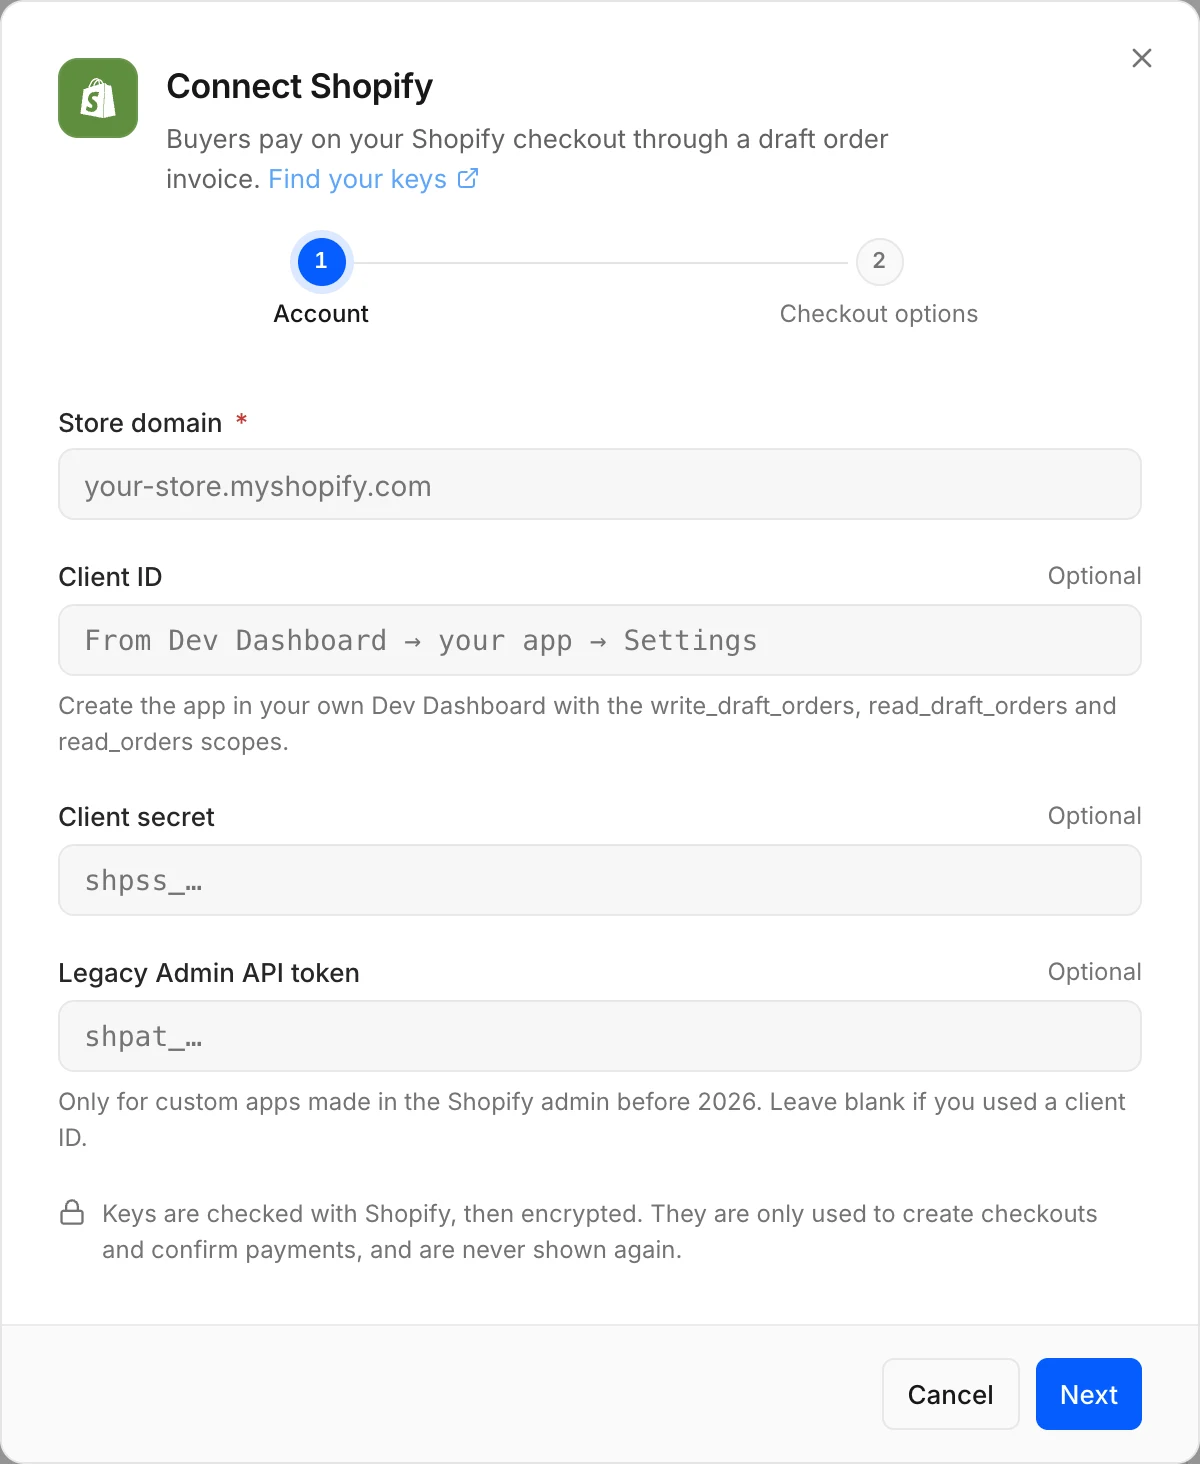 Connect Shopify
Buyers pay on your Shopify checkout through a draft order
invoice. Find your keys
1
2
Account
Checkout options
Store domain *
your-store.myshopify.com
Client ID
Optional
From Dev Dashboard → your app → Settings
Create the app in your own Dev Dashboard with the write_draft_orders, read_draft_orders and
read_orders scopes.
Client secret
Optional
shpss_…
Legacy Admin API token
Optional
shpat_…
Only for custom apps made in the Shopify admin before 2026. Leave blank if you used a client
ID.
Keys are checked with Shopify, then encrypted. They are only used to create checkouts
and confirm payments, and are never shown again.
Cancel
Next